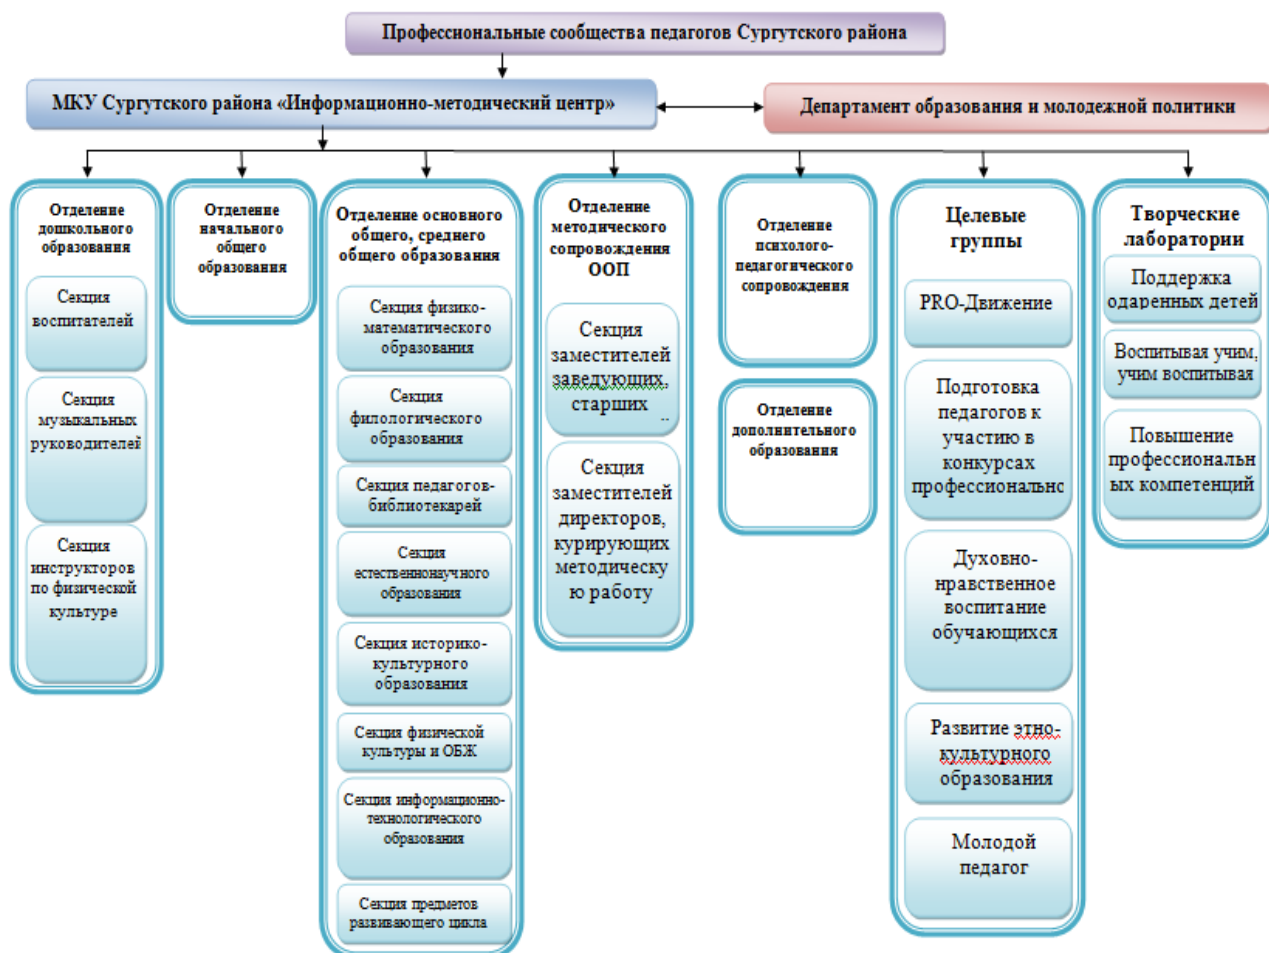 Профессиональные сообщества педагогов Сургутского района
МКУ Сургутского района «Информационно-методический центр»
Департамент образования и молодежной политики
Отделение
дошкольного
образования
Секция
воспитателей
Секция
музыкальных
руководителей
Секция
инструкторов
по физической
культуре
Отделение
начального
общего
образования
Отделение основного
общего, среднего
общего образования
Секция физико-
математического
образования
Секция
филологического
образования
Секция педагогов-
библиотекарей
Секция
естественнонаучного
образования
Секция историко-
культурного
образования
Секция физической
культуры и ОБЖ
Секция информационно-
технологического
образования
Секция предметов
развивающего цикла
Отделение
методического
сопровождения
ООП
Секция
заместителей
заведующих,
старших
Секция
заместителей
директоров,
курирующих
методическу
ю работу
Отделение
психолого-
педагогического
сопровождения
Отделение
дополнительного
образования
Целевые
группы
PRO-Движение
Подготовка
педагогов к
участию в
конкурсах
профессионально
Духовно-
нравственное
воспитание
обучающихся
Развитие этно-
культурного
образования
Молодой
педагог
Творческие
лаборатории
Поддержка
одаренных детей
Воспитывая учим,
учим воспитывая
Повышение
профессиональн
ых компетенций